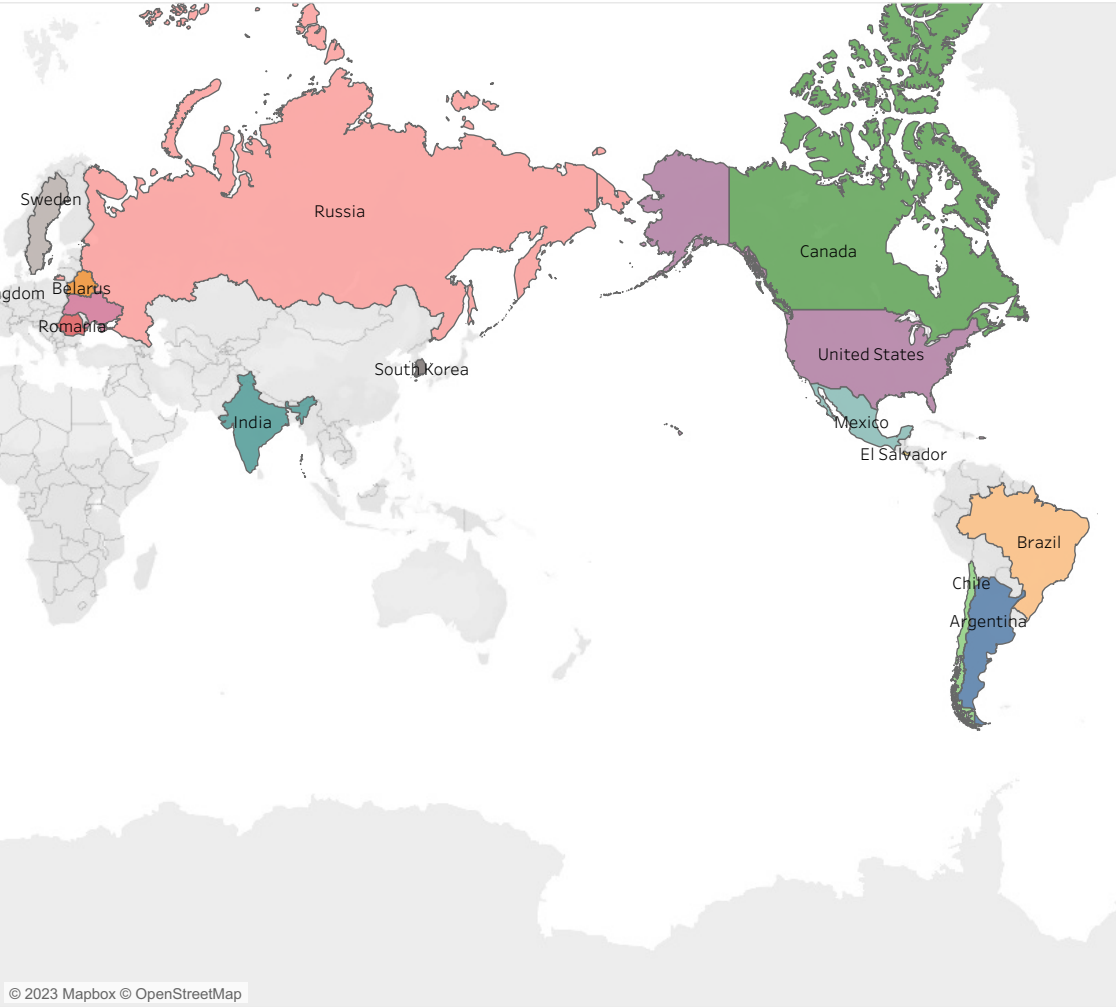 Sweden
Russia
Canada
gdom
Belarus
Romania
United States
South Korea
India
Mexico
El Salvador
Brazil
Chile
Argentina
© 2023 Mapbox © OpenStreetMap